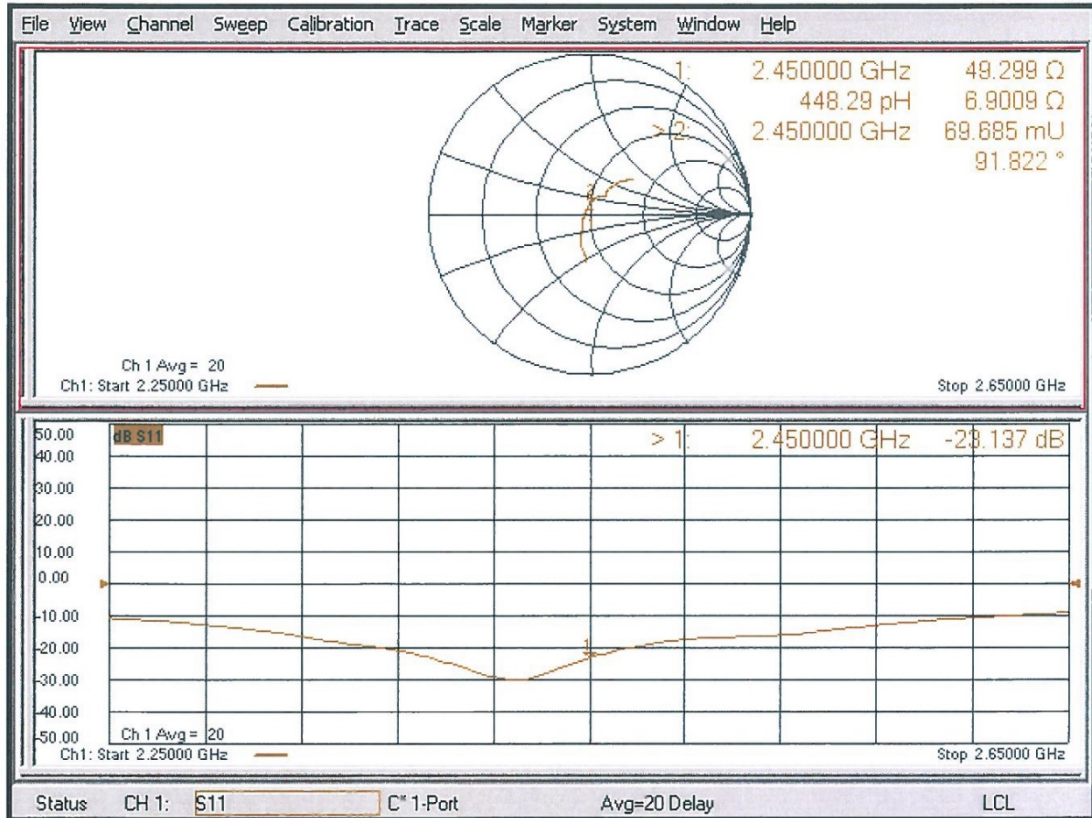 File View Channel Sweep Calibration Trace Scale Marker System Window Help
1: 2.450000 GHz 49.299 Ω
448.29 pH 6.9009 Ω
> 2: 2.450000 GHz 69.685 mU
91.822 °
Ch 1 Avg = 20
Ch1: Start 2.25000 GHz
Stop 2.65000 GHz
50.00
dB S11
> 1: 2.450000 GHz -23.137 dB
40.00
30.00
20.00
10.00
0.00
-10.00
1
-20.00
-30.00
-40.00
-50.00
Ch 1 Avg = 20
Ch1: Start 2.25000 GHz
Stop 2.65000 GHz
Status CH 1: S11 C* 1-Port Avg=20 Delay LCL